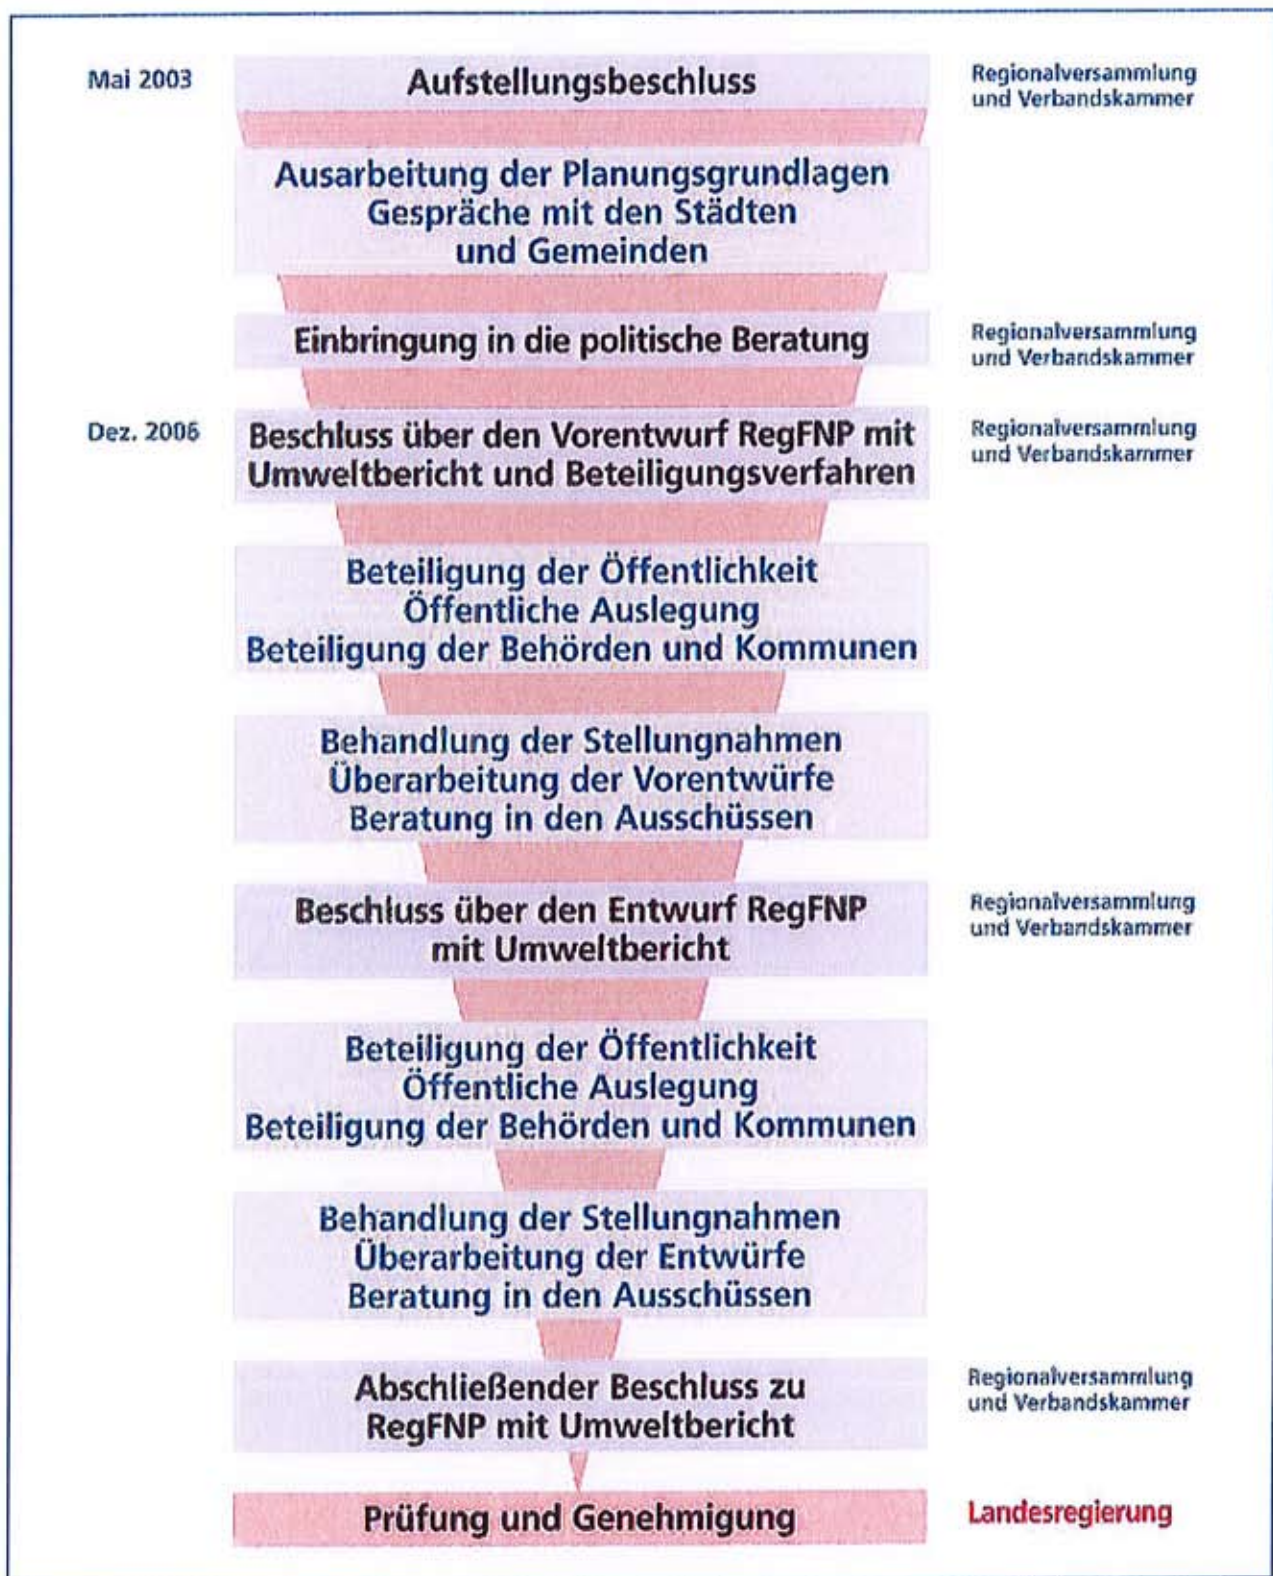 Mai 2003
Aufstellungsbeschluss
Regionalversammlung
und Verbandskammer
Ausarbeitung der Planungsgrundlagen
Gespräche mit den Städten
und Gemeinden
Einbringung in die politische Beratung
Regionalversammlung
und Verbandskammer
Dez. 2006
Beschluss über den Vorentwurf RegFNP mit
Umweltbericht und Beteiligungsverfahren
Regionalversammlung
und Verbandskammer
Beteiligung der Öffentlichkeit
Öffentliche Auslegung
Beteiligung der Behörden und Kommunen
Behandlung der Stellungnahmen
Überarbeitung der Vorentwürfe
Beratung in den Ausschüssen
Beschluss über den Entwurf RegFNP
mit Umweltbericht
Regionalversammlung
und Verbandskammer
Beteiligung der Öffentlichkeit
Öffentliche Auslegung
Beteiligung der Behörden und Kommunen
Behandlung der Stellungnahmen
Überarbeitung der Entwürfe
Beratung in den Ausschüssen
Abschließender Beschluss zu
RegFNP mit Umweltbericht
Regionalversammlung
und Verbandskammer
Prüfung und Genehmigung
Landesregierung